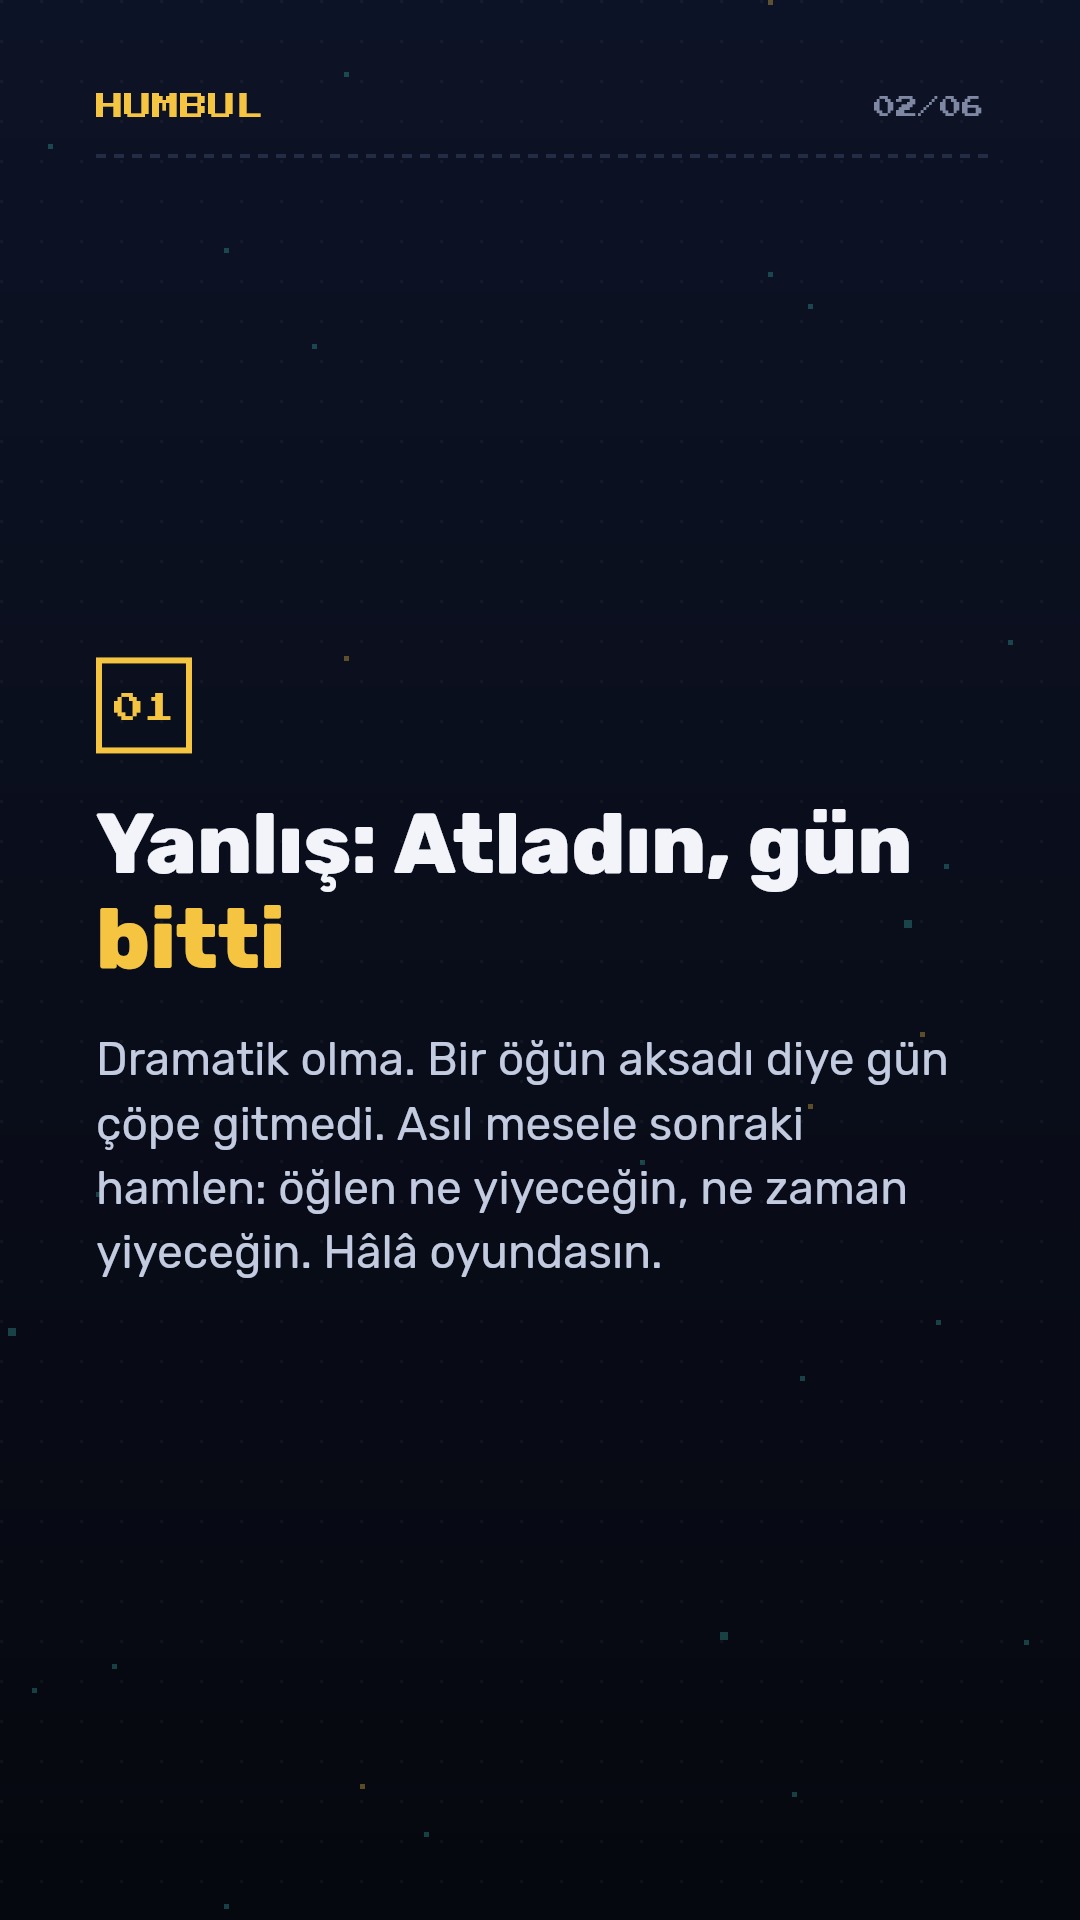 HUMBUL
02/06
01
Yanlış: Atladın, gün
bitti
Dramatik olma. Bir öğün aksadı diye gün
çöpe gitmedi. Asıl mesele sonraki
hamlen: öğlen ne yiyeceğin, ne zaman
yiyeceğin. Hâlâ oyundasın.